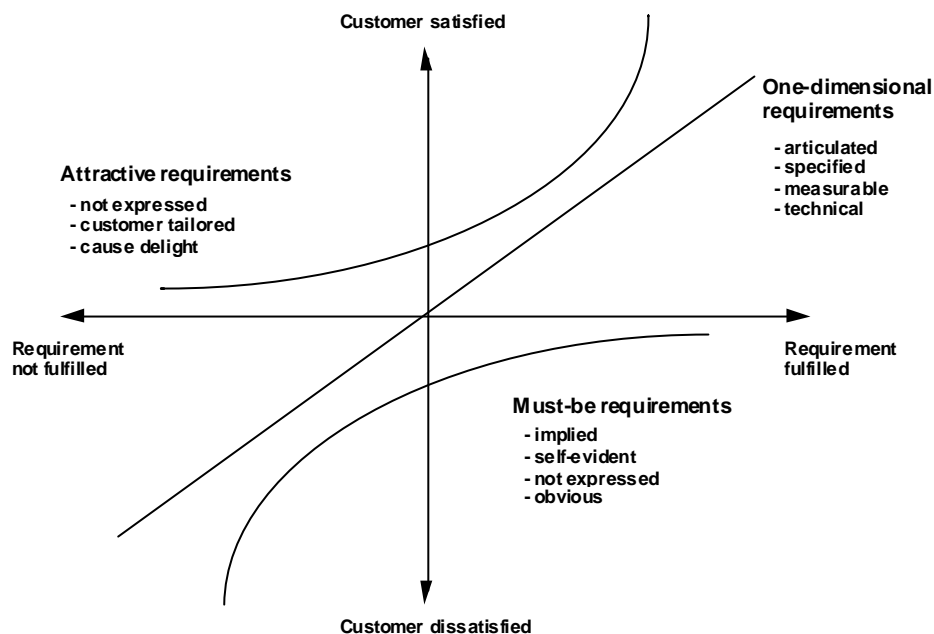 Customer satisfied
One-dimensional
requirements
- articulated
- specified
- measurable
- technical
Attractive requirements
- not expressed
- customer tailored
- cause delight
Requirement
not fulfilled
Requirement
fulfilled
Must-be requirements
- implied
- self-evident
- not expressed
- obvious
Customer dissatisfied